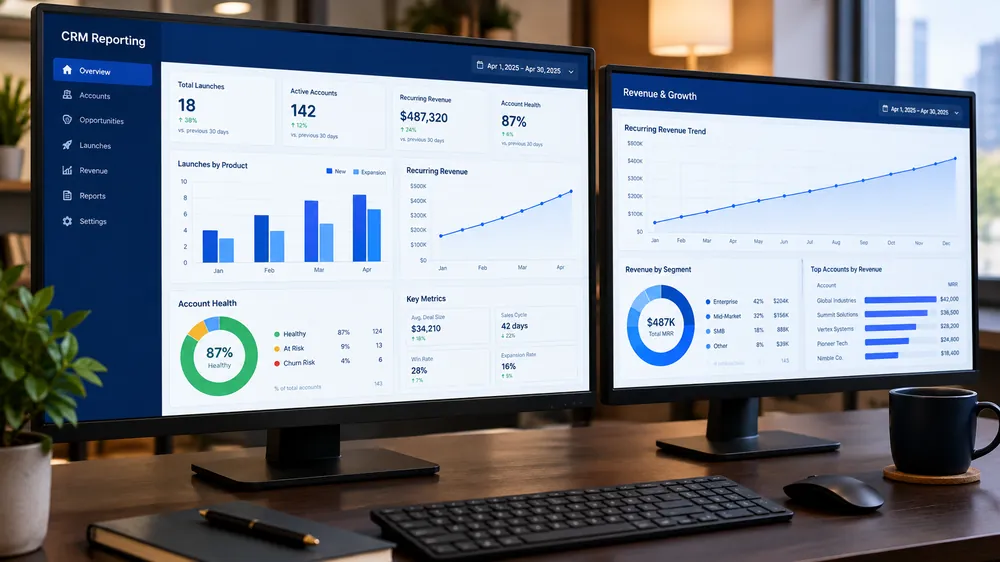 CRM Reporting
Overview
Accounts
Opportunities
Launches
Revenue
Reports
Settings
Apr 1, 2025 – Apr 30, 2025
Total Launches
18
↑ 38%
vs. previous 30 days
Active Accounts
142
↑ 12%
vs. previous 30 days
Recurring Revenue
$487,320
↑ 24%
vs. previous 30 days
Account Health
87%
↑ 6%
vs. previous 30 days
Launches by Product
New
Expansion
10
8
6
4
2
0
Jan
Feb
Mar
Apr
Recurring Revenue
$500K
$400K
$300K
$200K
$100K
$0
Jan
Feb
Mar
Apr
Account Health
87%
Healthy
Healthy 87% 124
At Risk 9% 13
Churn Risk 4% 6
% of total accounts 143
Key Metrics
Avg. Deal Size
$34,210
↑ 18%
Sales Cycle
42 days
↓ 22%
Win Rate
28%
↑ 7%
Expansion Rate
16%
↑ 5%
Revenue & Growth
Apr 1, 2025 – Apr 30, 2025
Recurring Revenue Trend
$600K
$400K
$300K
$200K
$100K
$0
Jan
Feb
Mar
Apr
May
Jun
Jul
Aug
Sep
Oct
Nov
Dec
Revenue by Segment
$487K
Total MRR
Enterprise 42% $204K
Mid-Market 32% $156K
SMB 18% $88K
Other 8% $39K
Top Accounts by Revenue
Account MRR
Global Industries $42,000
Summit Solutions $36,500
Vertex Systems $28,200
Pioneer Tech $24,800
Nimble Co. $18,400